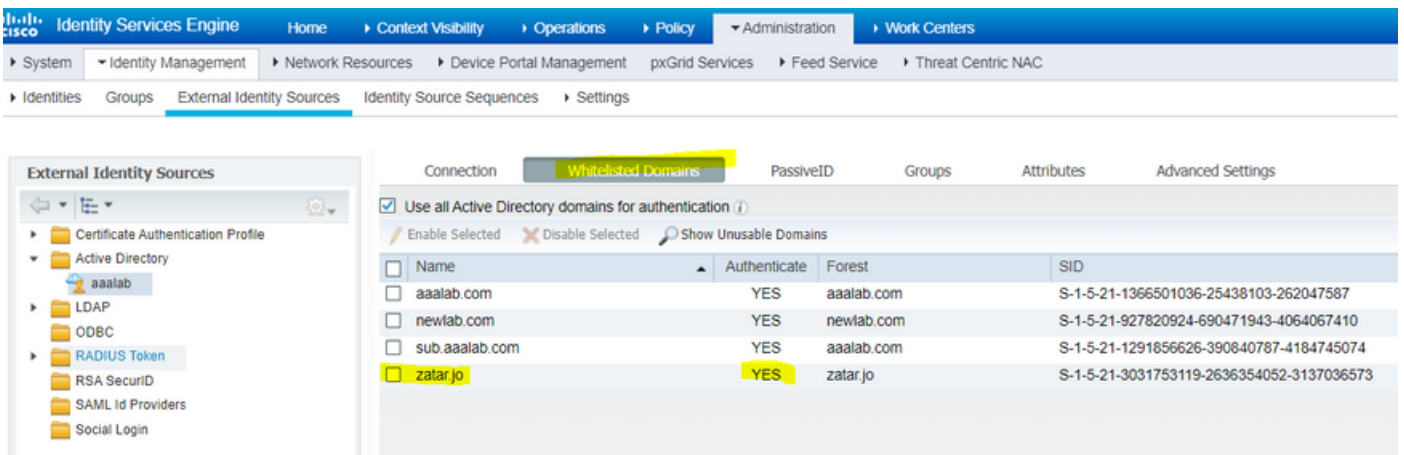 cisco Identity Services Engine Home Context Visibility Operations Policy Administration Work Centers
System Identity Management Network Resources Device Portal Management pxGrid Services Feed Service Threat Centric NAC
Identities Groups External Identity Sources Identity Source Sequences Settings
External Identity Sources
Certificate Authentication Profile
Active Directory
aaalab
LDAP
ODBC
RADIUS Token
RSA SecurID
SAML Id Providers
Social Login
Connection Whitelisted Domains PassiveID Groups Attributes Advanced Settings
Use all Active Directory domains for authentication
Enable Selected Disable Selected Show Unusable Domains
Name Authenticate Forest SID
aaalab.com YES aaalab.com S-1-5-21-1366501036-25438103-262047587
newlab.com YES newlab.com S-1-5-21-927820924-690471943-4064067410
sub.aaalab.com YES aaalab.com S-1-5-21-1291856626-390840787-4184745074
zatar.jo YES zatar.jo S-1-5-21-3031753119-2636354052-3137036573